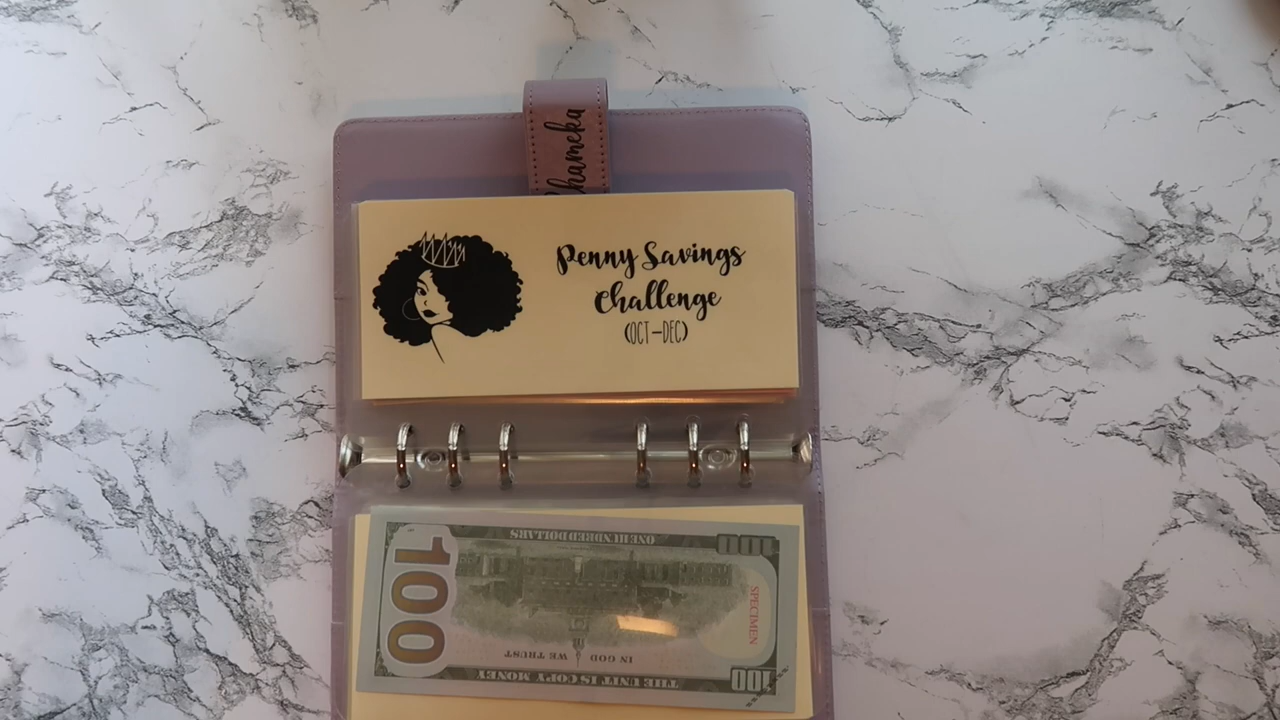 Chameka
Penny Savings
Challenge
(OCT-DEC)
ONE HUNDRED DOLLARS
100
100
SPECIMEN
IN GOD WE TRUST
THE UNIT IS COPY MONEY
100